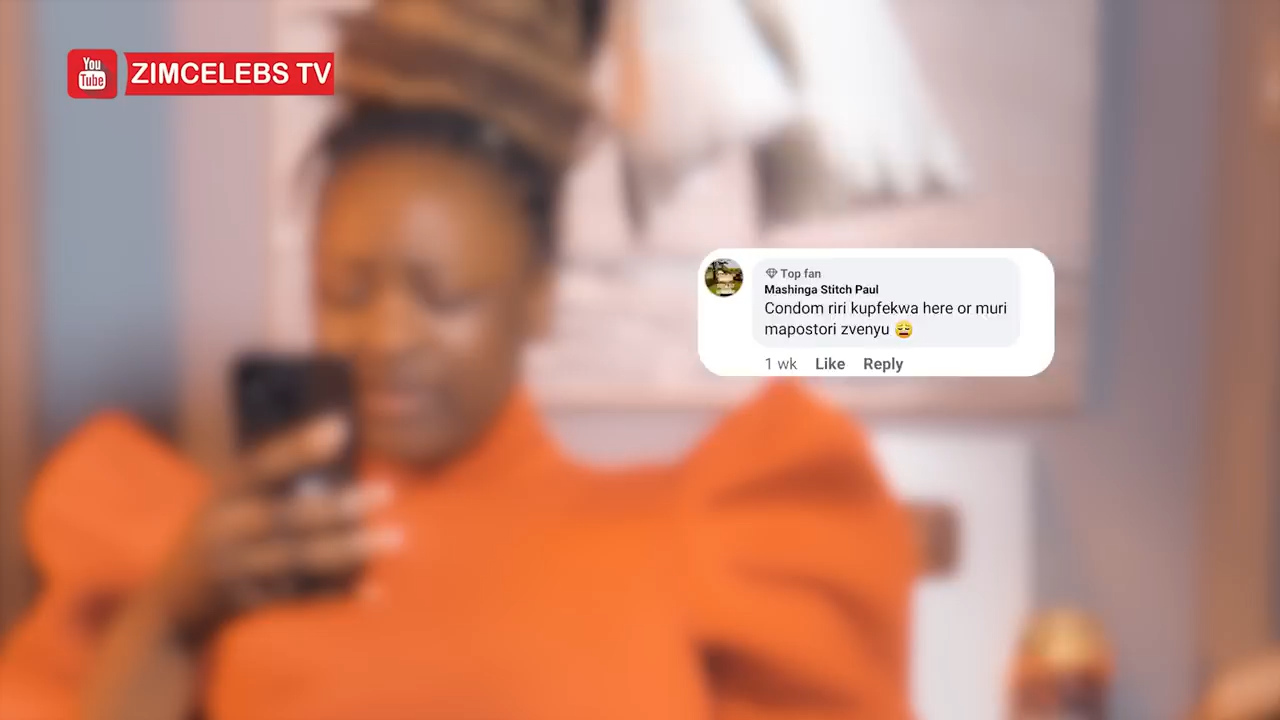 You
Tube
ZIMCELEBS TV
Top fan
Mashinga Stitch Paul
Condom riri kupfekwa here or muri
mapostori zvenyu 😩
1 wk Like Reply